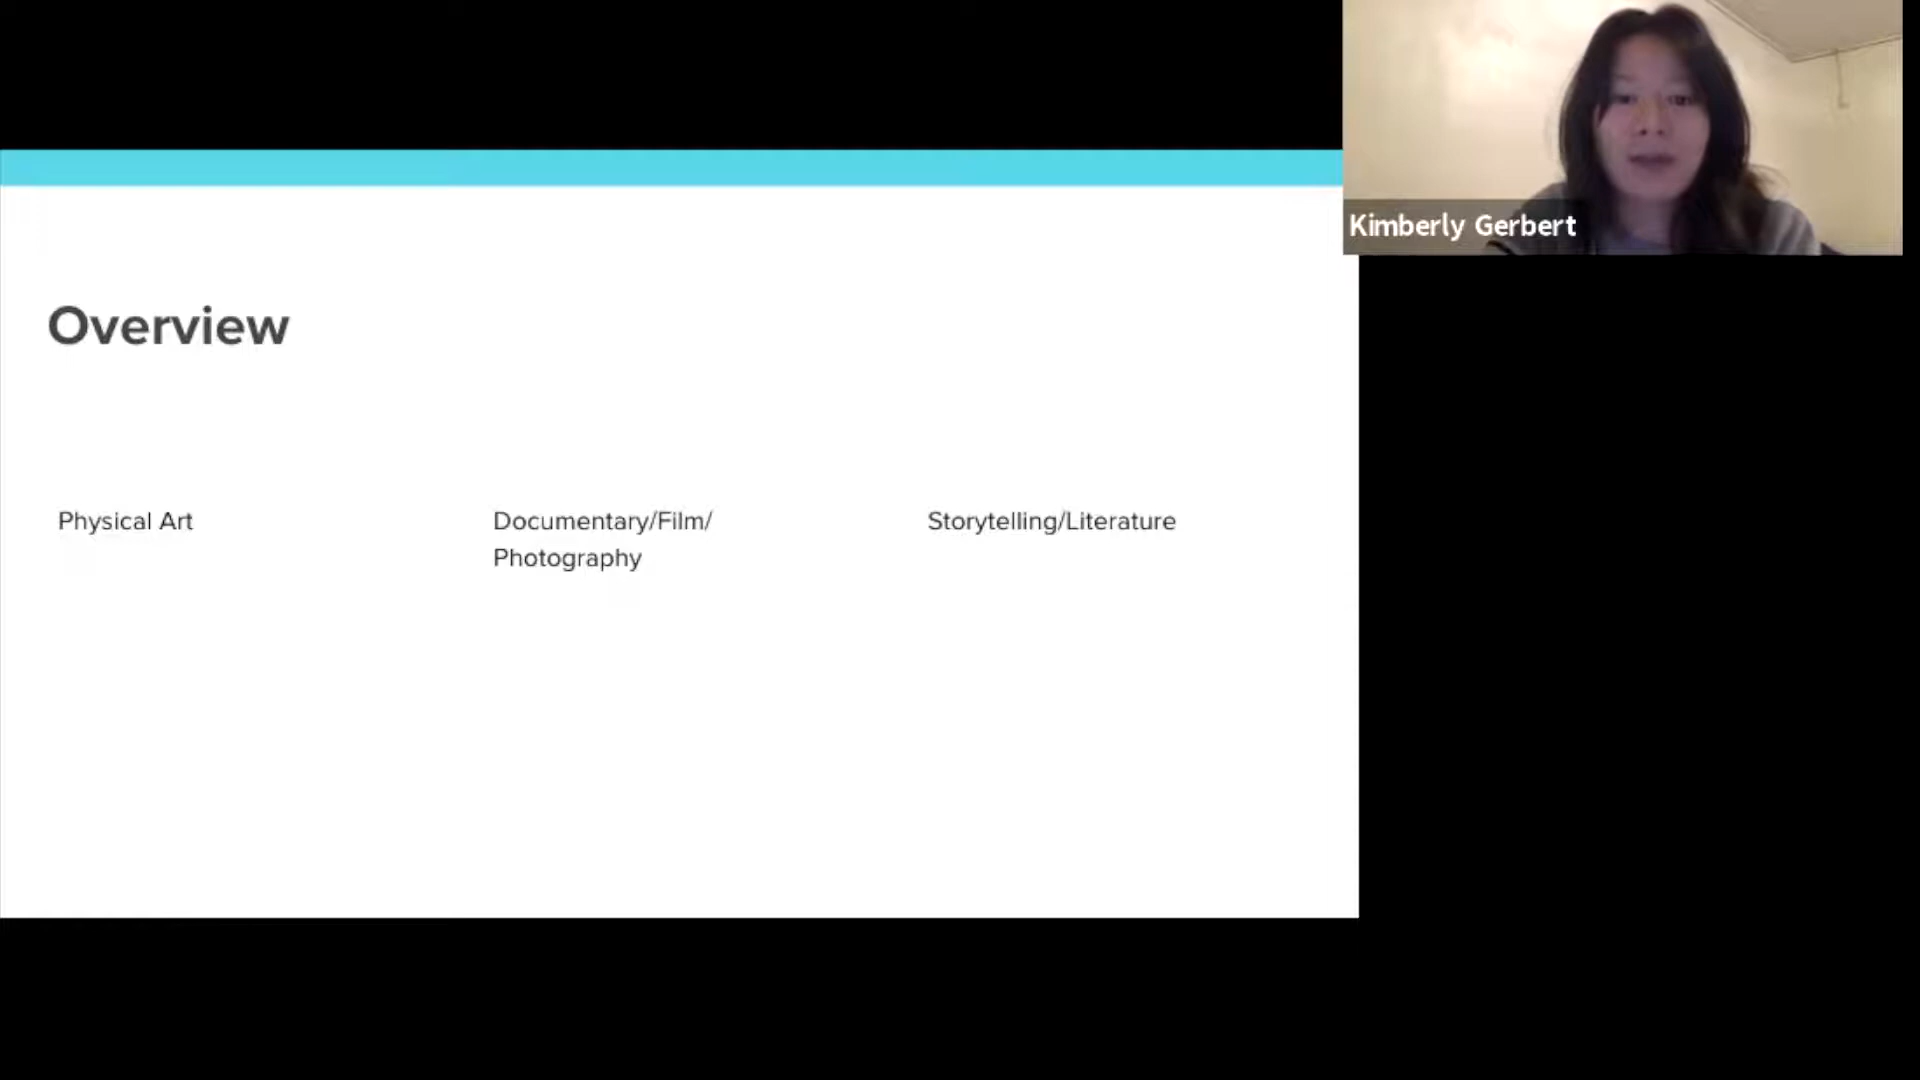 Kimberly Gerbert
Overview
Physical Art
Documentary/Film/
Photography
Storytelling/Literature